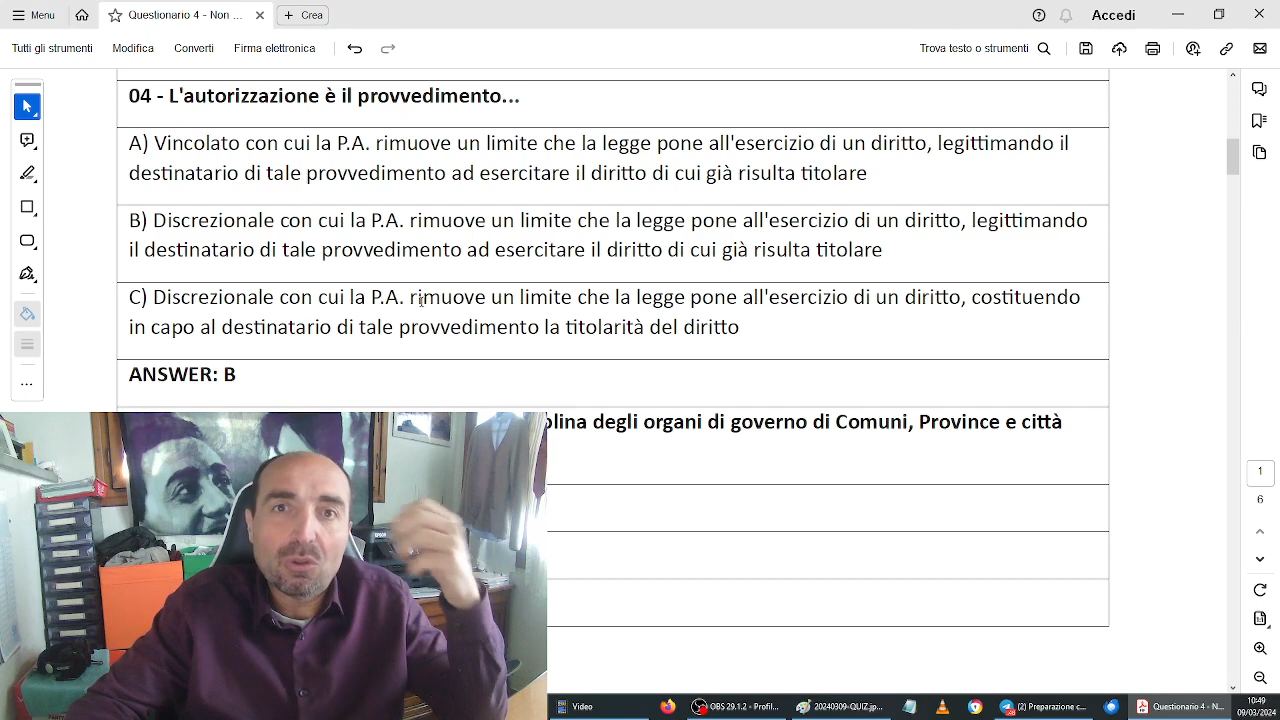 Menu
Questionario 4 - Non ...
Crea
Accedi
Tutti gli strumenti
Modifica
Converti
Firma elettronica
Trova testo o strumenti
04 - L'autorizzazione è il provvedimento...
A) Vincolato con cui la P.A. rimuove un limite che la legge pone all'esercizio di un diritto, legittimando il
destinatario di tale provvedimento ad esercitare il diritto di cui già risulta titolare
B) Discrezionale con cui la P.A. rimuove un limite che la legge pone all'esercizio di un diritto, legittimando
il destinatario di tale provvedimento ad esercitare il diritto di cui già risulta titolare
C) Discrezionale con cui la P.A. rimuove un limite che la legge pone all'esercizio di un diritto, costituendo
in capo al destinatario di tale provvedimento la titolarità del diritto
ANSWER: B
plina degli organi di governo di Comuni, Province e città
1
6
EPSON
Video
OBS 29.1.2 - Profil...
20240309-QUIZ.jp...
(2) Preparazione c...
Questionario 4 - N...
10:49
09/03/2024